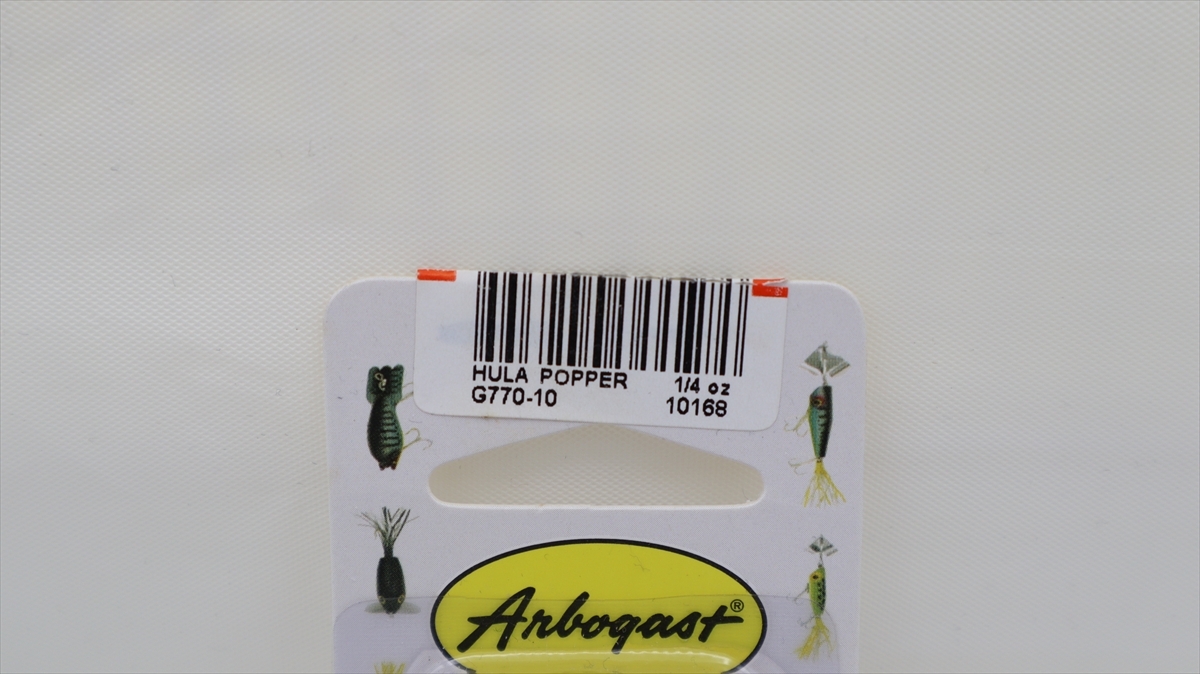 HULA POPPER 1/4 oz
G770-10 10168
Arbogast®